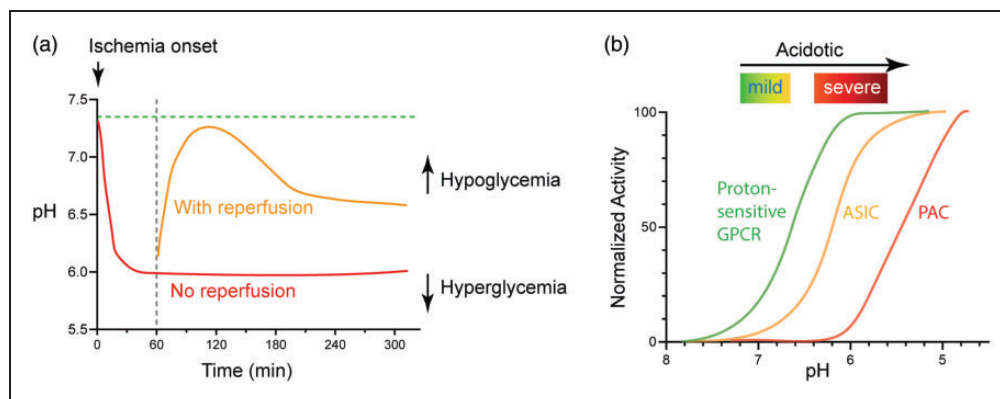 (a)
Ischemia onset
7.5
7.0
pH
6.5
6.0
5.5
With reperfusion
No reperfusion
Hypoglycemia
Hyperglycemia
0
60
120
180
240
300
Time (min)
(b)
Acidotic
mild
severe
100
50
0
Normalized Activity
Proton-
sensitive
GPCR
ASIC
PAC
8
7
6
5
pH